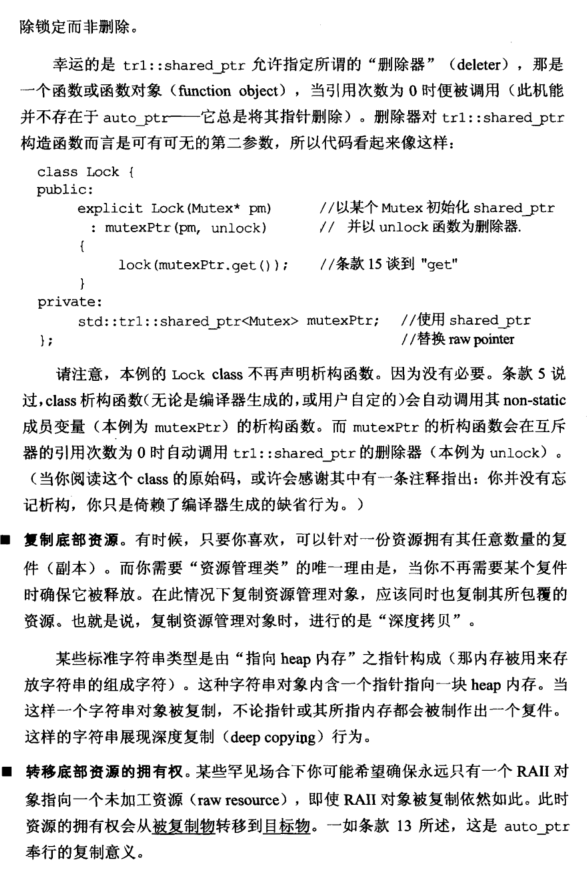 除锁定而非删除。
幸运的是 tr1::shared_ptr 允许指定所谓的“删除器”（deleter），那是
一个函数或函数对象（function object），当引用次数为 0 时便被调用（此机能
并不存在于 auto_ptr——它总是将其指针删除）。删除器对 tr1::shared_ptr
构造函数而言是可有可无的第二参数，所以代码看起来像这样：
class Lock {
public:
explicit Lock(Mutex* pm) //以某个 Mutex 初始化 shared_ptr
: mutexPtr(pm, unlock) // 并以 unlock 函数为删除器.
{
lock(mutexPtr.get()); //条款 15 谈到 "get"
}
private:
std::tr1::shared_ptr<Mutex> mutexPtr; //使用 shared_ptr
}; //替换 raw pointer
请注意，本例的 Lock class 不再声明析构函数。因为没有必要。条款 5 说
过，class 析构函数（无论是编译器生成的，或用户自定的）会自动调用其 non-static
成员变量（本例为 mutexPtr）的析构函数。而 mutexPtr 的析构函数会在互斥
器的引用次数为 0 时自动调用 tr1::shared_ptr 的删除器（本例为 unlock）。
（当你阅读这个 class 的原始码，或许会感谢其中有一条注释指出：你并没有忘
记析构，你只是倚赖了编译器生成的缺省行为。）
■ 复制底部资源。有时候，只要你喜欢，可以针对一份资源拥有其任意数量的复
件（副本）。而你需要“资源管理类”的唯一理由是，当你不再需要某个复件
时确保它被释放。在此情况下复制资源管理对象，应该同时也复制其所包覆的
资源。也就是说，复制资源管理对象时，进行的是“深度拷贝”。
某些标准字符串类型是由“指向 heap 内存”之指针构成（那内存被用来存
放字符串的组成字符）。这种字符串对象内含一个指针指向一块 heap 内存。当
这样一个字符串对象被复制，不论指针或其所指内存都会被制作出一个复件。
这样的字符串展现深度复制（deep copying）行为。
■ 转移底部资源的拥有权。某些罕见场合下你可能希望确保永远只有一个 RAII 对
象指向一个未加工资源（raw resource），即使 RAII 对象被复制依然如此。此时
资源的拥有权会从被复制物转移到目标物。一如条款 13 所述，这是 auto_ptr
奉行的复制意义。